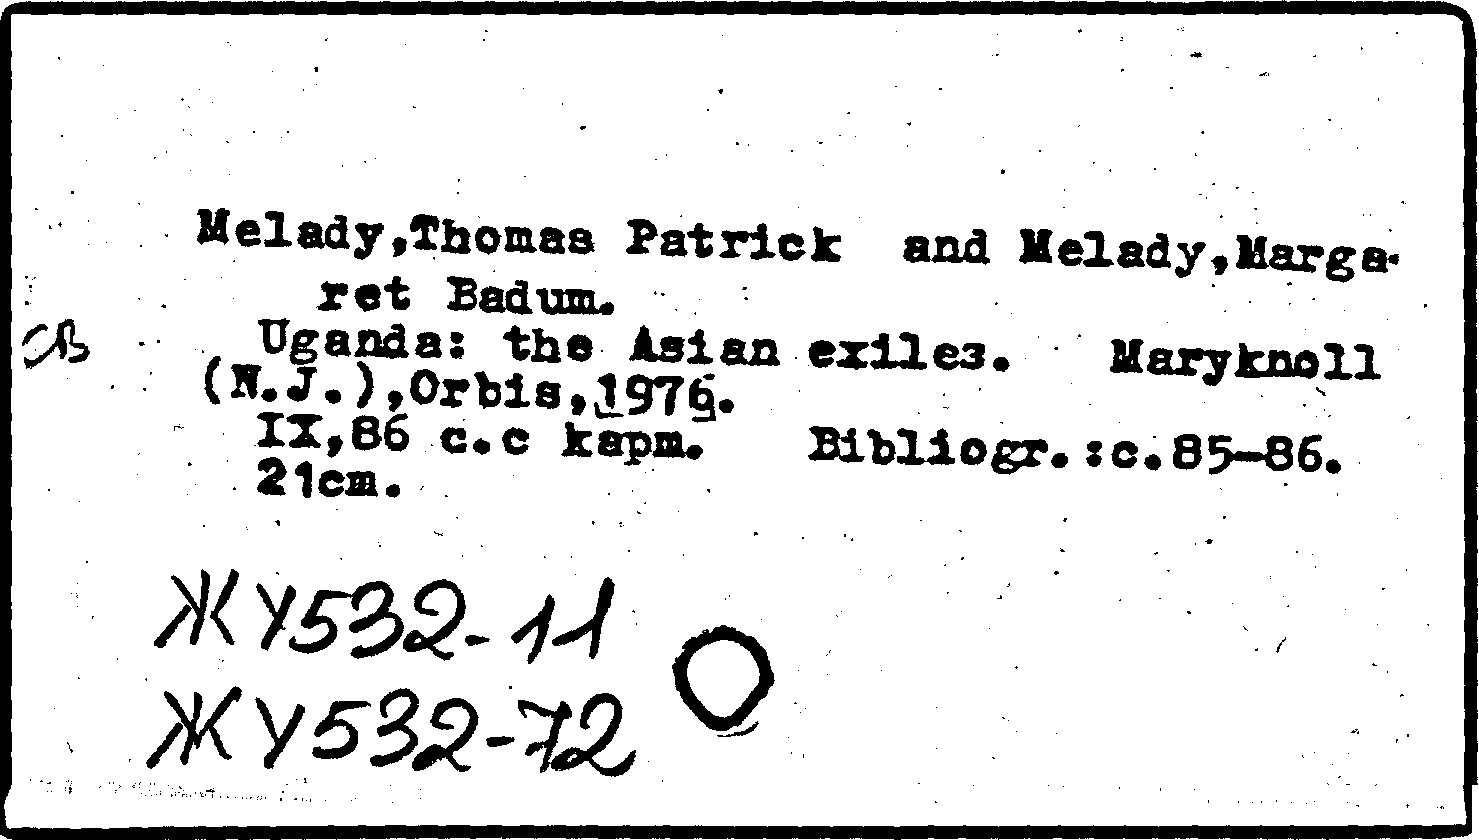 Melady,Thomas Patrick and Melady,Marga-
ret Badum.
Uganda: the Asian exiles. Maryknoll
(N.J.),Orbis,1976.
IX,86 с.с карт. Bibliogr.:с.85-86.
21cm.
СВ
ЖУ532-11
ЖУ532-72